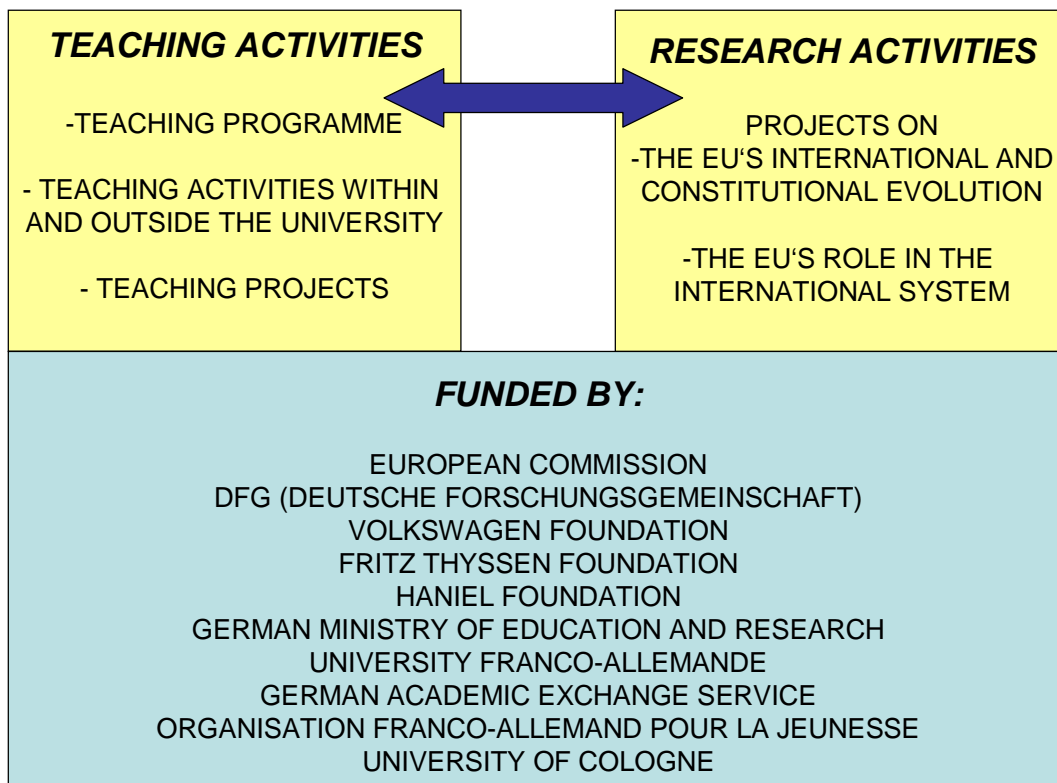 TEACHING ACTIVITIES
-TEACHING PROGRAMME
- TEACHING ACTIVITIES WITHIN
AND OUTSIDE THE UNIVERSITY
- TEACHING PROJECTS
RESEARCH ACTIVITIES
PROJECTS ON
-THE EU‘S INTERNATIONAL AND
CONSTITUTIONAL EVOLUTION
-THE EU‘S ROLE IN THE
INTERNATIONAL SYSTEM
FUNDED BY:
EUROPEAN COMMISSION
DFG (DEUTSCHE FORSCHUNGSGEMEINSCHAFT)
VOLKSWAGEN FOUNDATION
FRITZ THYSSEN FOUNDATION
HANIEL FOUNDATION
GERMAN MINISTRY OF EDUCATION AND RESEARCH
UNIVERSITY FRANCO-ALLEMANDE
GERMAN ACADEMIC EXCHANGE SERVICE
ORGANISATION FRANCO-ALLEMAND POUR LA JEUNESSE
UNIVERSITY OF COLOGNE